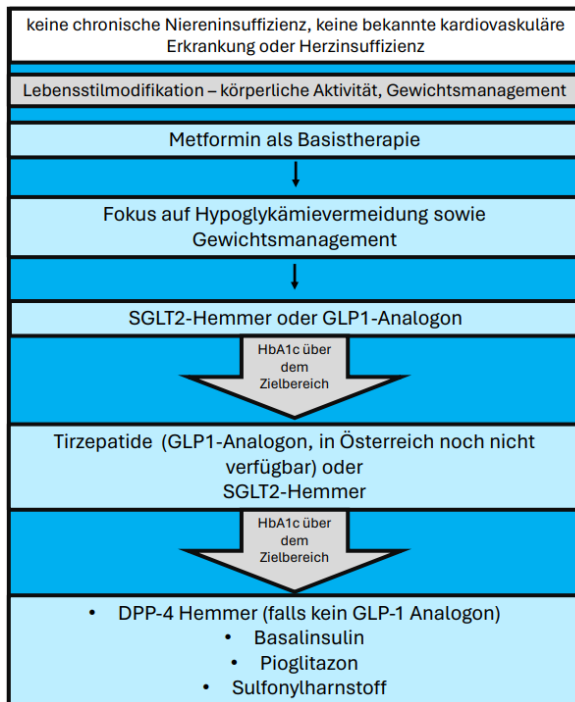 keine chronische Niereninsuffizienz, keine bekannte kardiovaskuläre
Erkrankung oder Herzinsuffizienz
Lebensstilmodifikation – körperliche Aktivität, Gewichtsmanagement
Metformin als Basistherapie
Fokus auf Hypoglykämievermeidung sowie
Gewichtsmanagement
SGLT2-Hemmer oder GLP1-Analogon
HbA1c über
dem
Zielbereich
Tirzepatide (GLP1-Analogon, in Österreich noch nicht
verfügbar) oder
SGLT2-Hemmer
HbA1c über
dem
Zielbereich
• DPP-4 Hemmer (falls kein GLP-1 Analogon)
• Basalinsulin
• Pioglitazon
• Sulfonylharnstoff